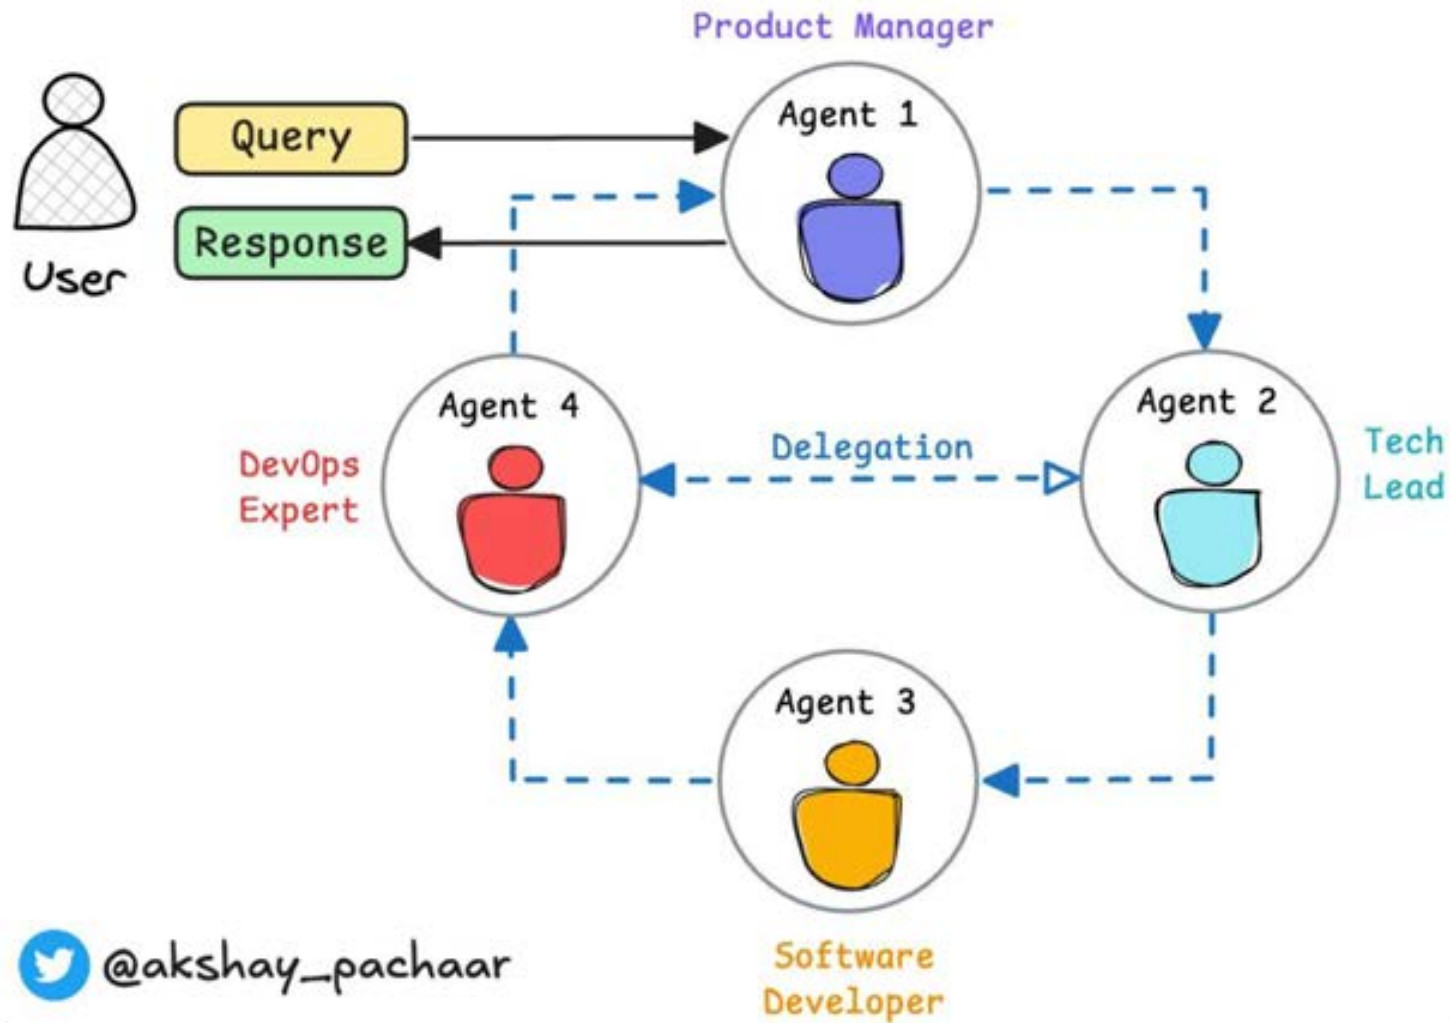 Product Manager
Agent 1
Query
Response
User
Agent 4
Agent 2
DevOps
Expert
Delegation
Tech
Lead
Agent 3
@akshay_pachaar
Software
Developer